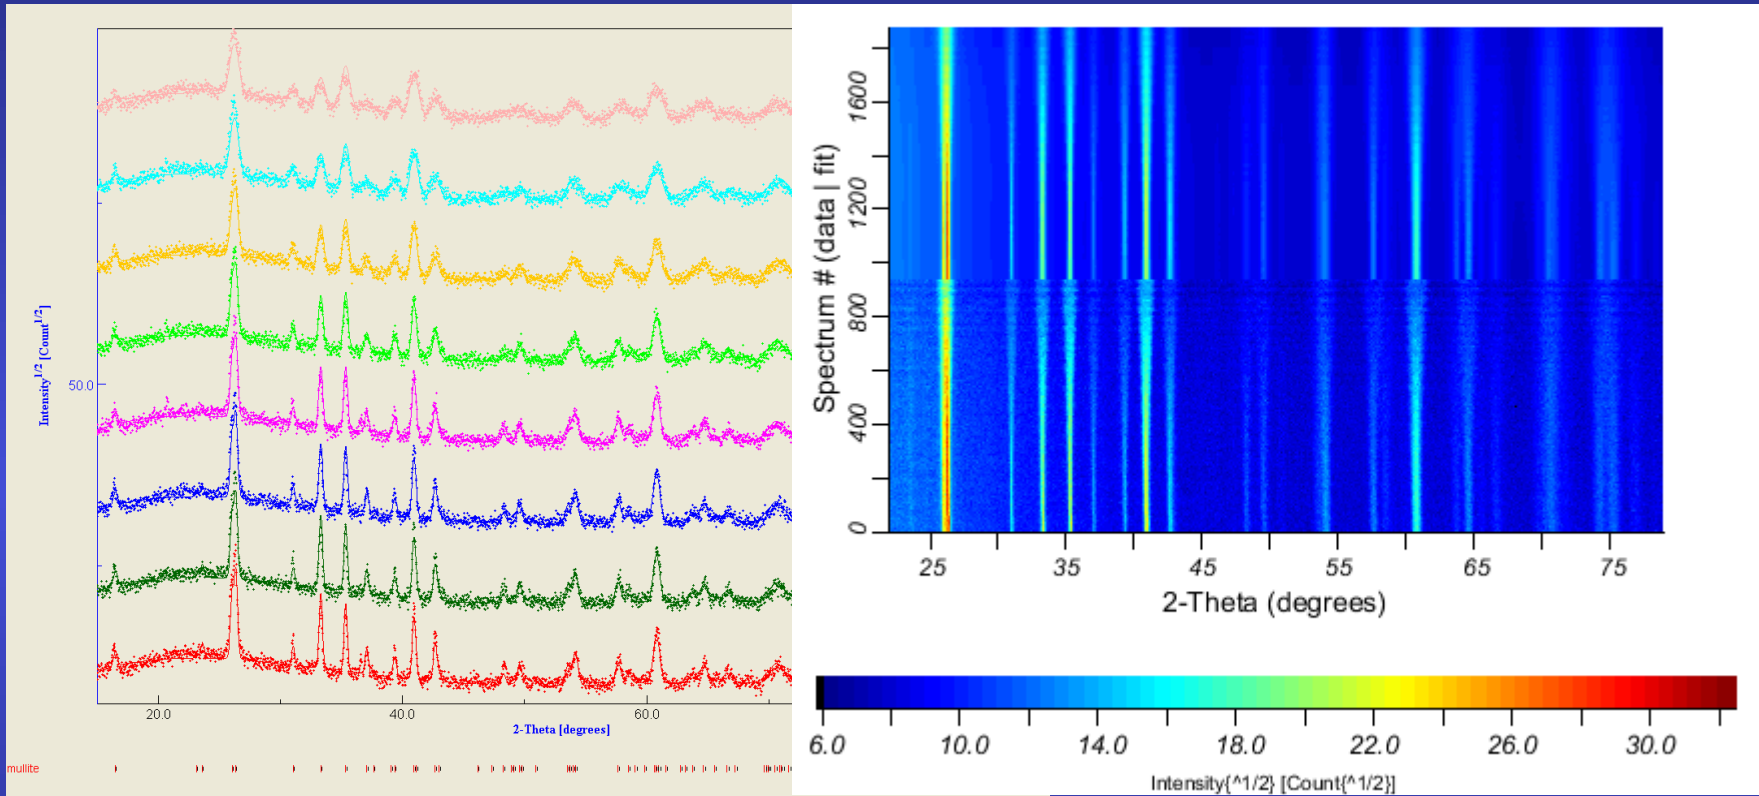 Intensity^1/2 [Count^1/2]
50.0
20.0 40.0 60.0
2-Theta [degrees]
mullite
Spectrum # (data | fit)
1600
1200
800
400
0
25 35 45 55 65 75
2-Theta (degrees)
6.0 10.0 14.0 18.0 22.0 26.0 30.0
Intensity{^1/2} [Count{^1/2}]